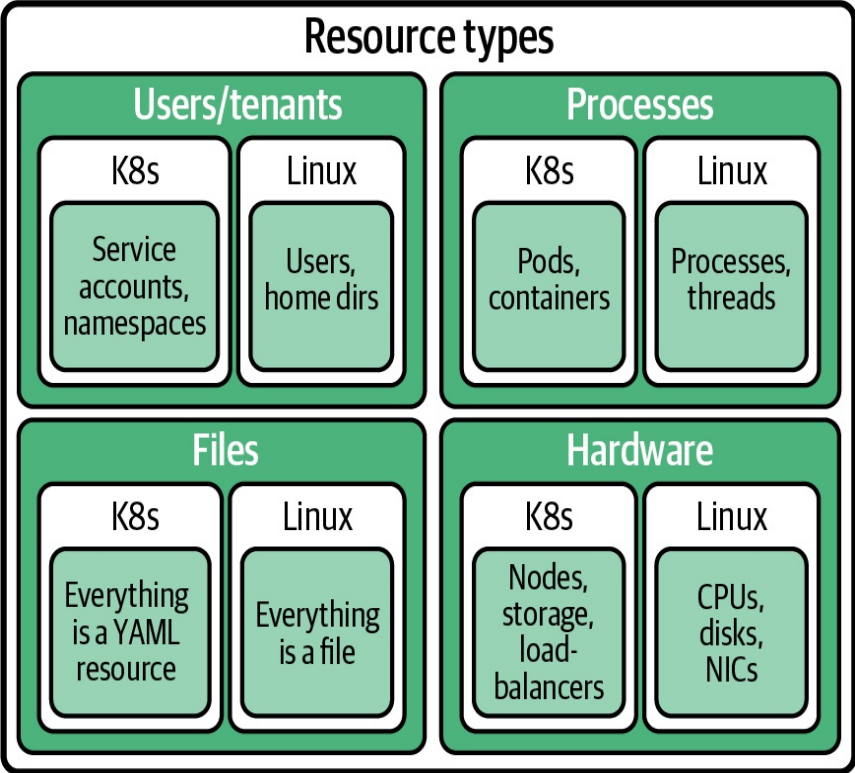 Resource types
Users/tenants
K8s
Service
accounts,
namespaces
Linux
Users,
home dirs
Processes
K8s
Pods,
containers
Linux
Processes,
threads
Files
K8s
Everything
is a YAML
resource
Linux
Everything
is a file
Hardware
K8s
Nodes,
storage,
load-
balancers
Linux
CPUs,
disks,
NICs